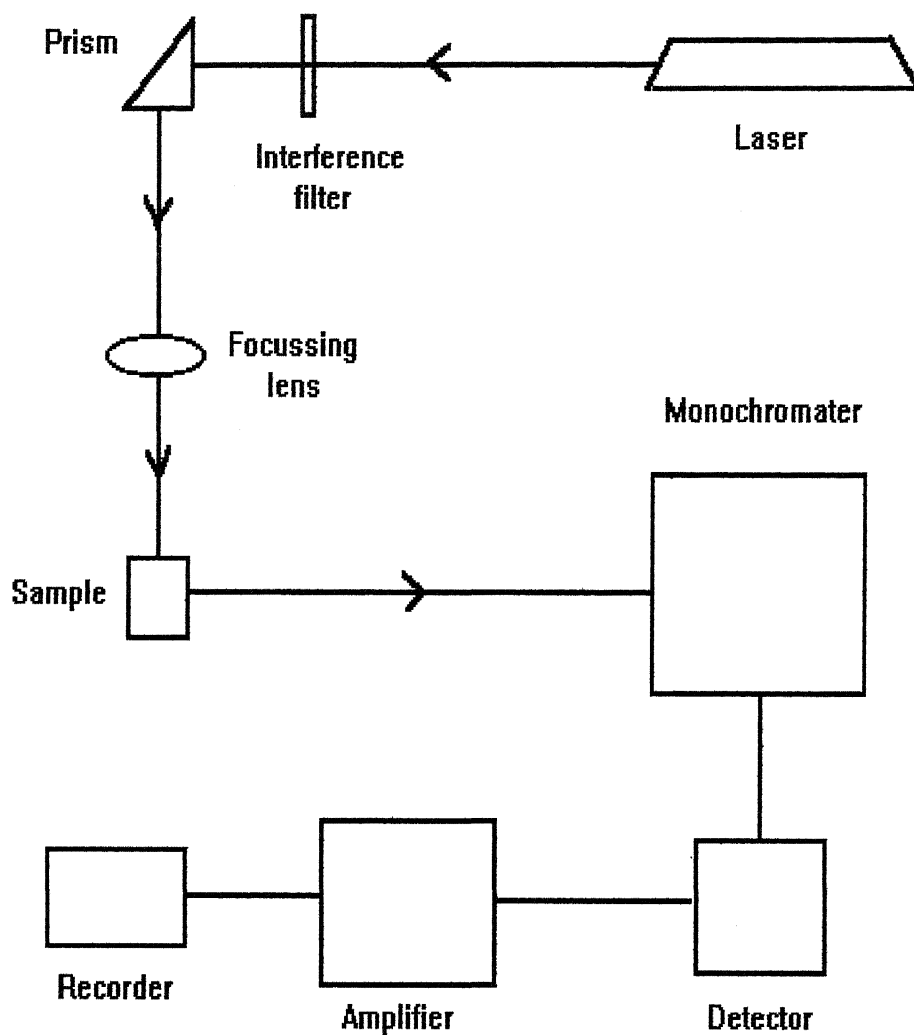 Prism
Laser
Interference
filter
Focussing
lens
Monochromater
Sample
Recorder
Amplifier
Detector